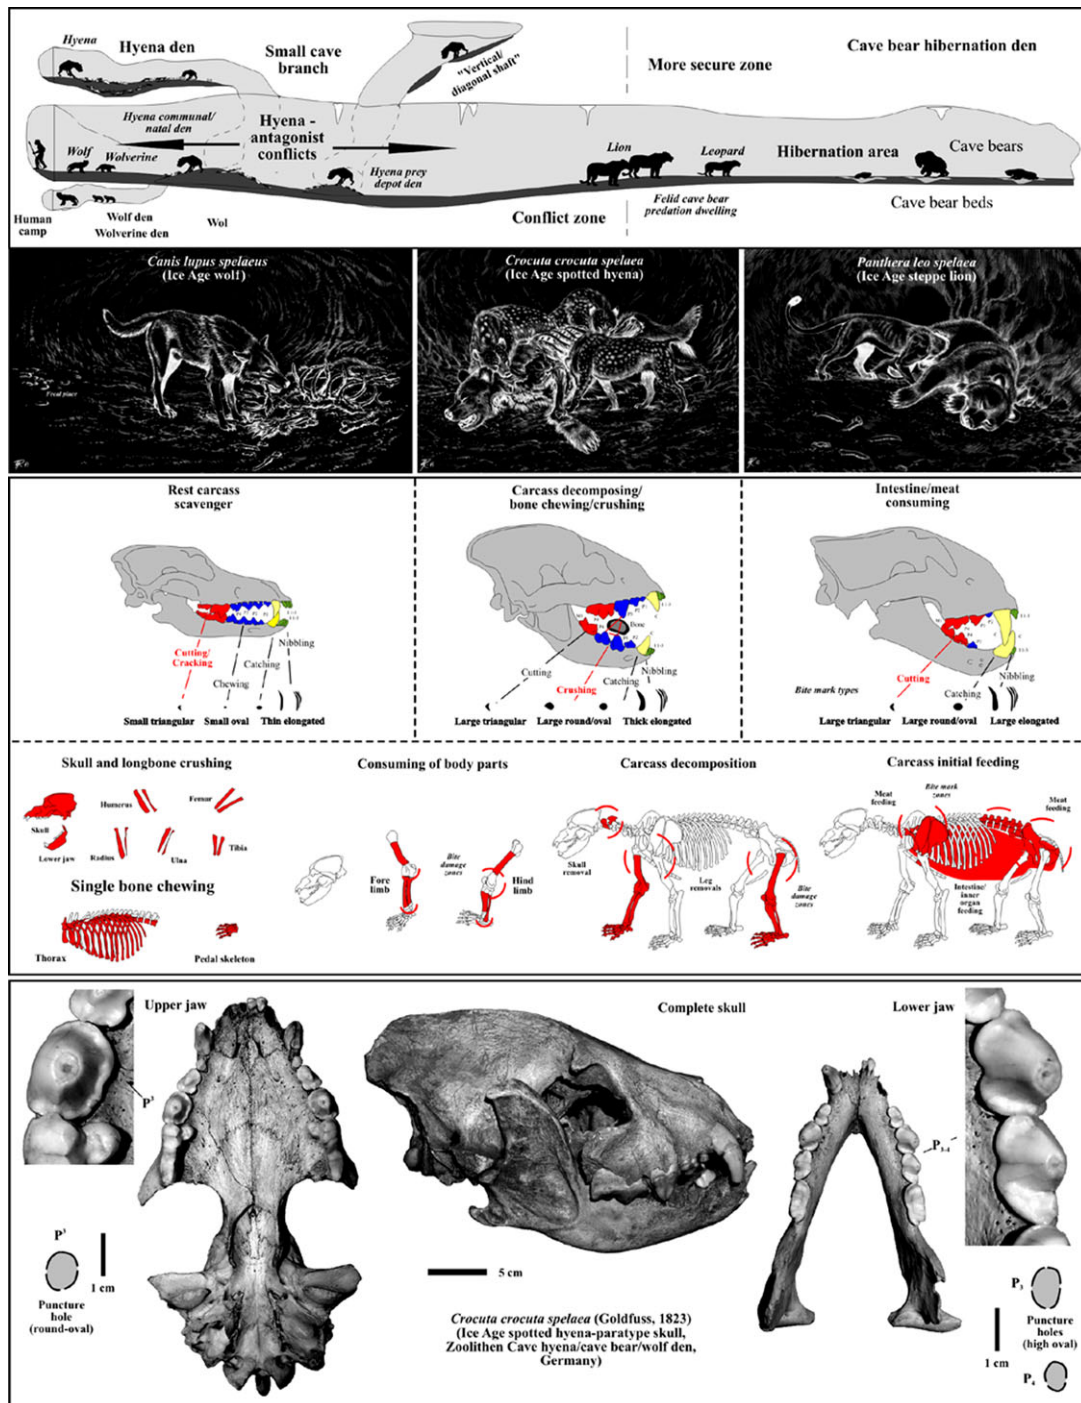 Hyena
Hyena den
Small cave
branch
"Vertical/
diagonal shaft"
More secure zone
Cave bear hibernation den
Hyena communal/
natal den
Hyena -
antagonist
conflicts
Wolf
Wolverine
Hyena prey
depot den
Lion
Leopard
Hibernation area
Cave bears
Human
camp
Wolf den
Wolverine den
Wol
Conflict zone
Felid cave bear
predation dwelling
Cave bear beds
Canis lupus spelaeus
(Ice Age wolf)
Crocuta crocuta spelaea
(Ice Age spotted hyena)
Panthera leo spelaea
(Ice Age steppe lion)
Rest carcass
scavenger
Carcass decomposing/
bone chewing/crushing
Intestine/meat
consuming
Cutting/
Cracking
Chewing
Catching
Nibbling
Small triangular
Small oval
Thin elongated
Bone
Cutting
Crushing
Catching
Nibbling
Large triangular
Large round/oval
Thick elongated
Cutting
Catching
Nibbling
Bite mark types
Large triangular
Large round/oval
Large elongated
Skull and longbone crushing
Skull
Lower jaw
Humerus
Femur
Radius
Ulna
Tibia
Single bone chewing
Thorax
Pedal skeleton
Consuming of body parts
Fore
limb
Bite
damage
zones
Hind
limb
Carcass decomposition
Skull
removal
Leg
removals
Bite
damage
zones
Carcass initial feeding
Meat
feeding
Bite mark
zones
Meat
feeding
Intestine/
inner
organ
feeding
Upper jaw
Complete skull
Lower jaw
P³
P₃₋₄
P³
1 cm
Puncture
hole
(round-oval)
5 cm
Crocuta crocuta spelaea (Goldfuss, 1823)
(Ice Age spotted hyena-paratype skull,
Zoolithen Cave hyena/cave bear/wolf den,
Germany)
P₃
Puncture
holes
(high oval)
1 cm
P₄